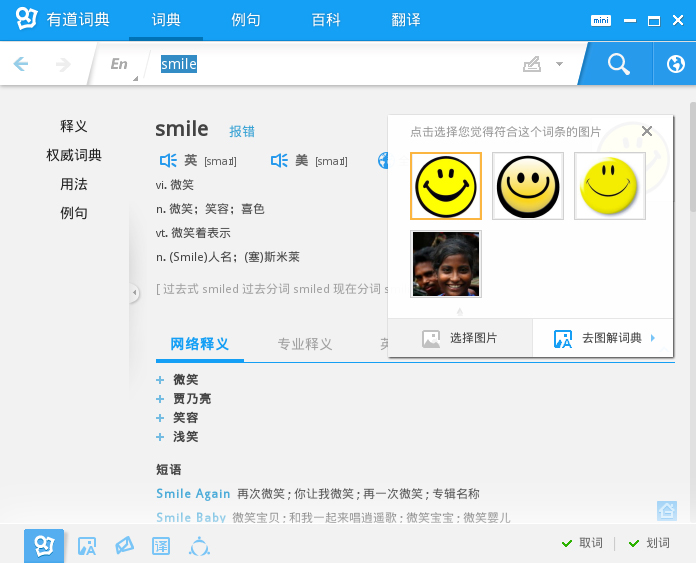 有道词典 词典 例句 百科 翻译 mini
En smile
释义
权威词典
用法
例句
smile 报错
英 [smaɪl] 美 [smaɪl]
vi. 微笑
n. 微笑；笑容；喜色
vt. 微笑着表示
n. (Smile)人名；(塞)斯米莱
[ 过去式 smiled 过去分词 smiled 现在分词 s
点击选择您觉得符合这个词条的图片
选择图片 去图解词典
网络释义 专业释义 英
微笑
贾乃亮
笑容
浅笑
短语
Smile Again 再次微笑 ; 你让我微笑 ; 再一次微笑 ; 专辑名称
Smile Baby 微笑宝贝 ; 和我一起来唱逍遥歌 ; 微笑宝宝 ; 微笑婴儿
取词 划词